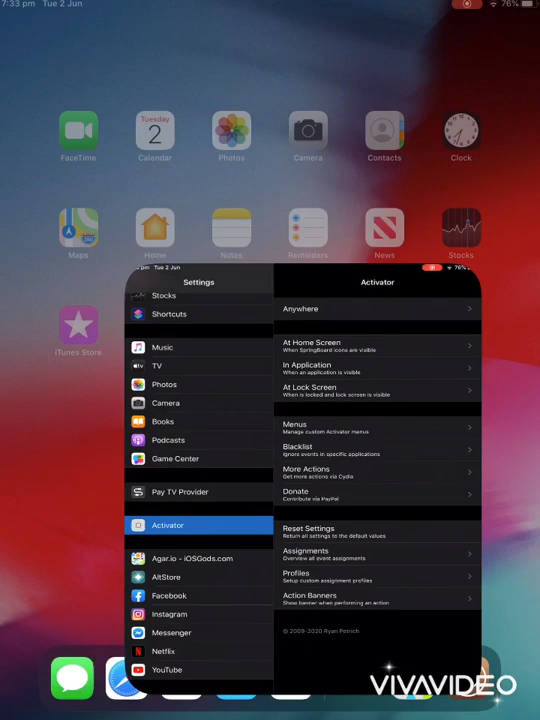 7:33 pm Tue 2 Jun
76%
Tuesday
2
FaceTime
Calendar
Photos
Camera
Contacts
Clock
Maps
Home
Notes
Reminders
News
Stocks
iTunes Store
pm Tue 2 Jun
76%
Settings
Stocks
Shortcuts
Music
TV
Photos
Camera
Books
Podcasts
Game Center
Pay TV Provider
Activator
Agar.io - iOSGods.com
AltStore
Facebook
Instagram
Messenger
Netflix
YouTube
Activator
Anywhere
At Home Screen
When SpringBoard icons are visible
In Application
When an application is visible
At Lock Screen
When is locked and lock screen is visible
Menus
Manage custom Activator menus
Blacklist
Ignore events in specific applications
More Actions
Get more actions via Cydia
Donate
Contribute via PayPal
Reset Settings
Return all settings to the default values
Assignments
Overview all event assignments
Profiles
Setup custom assignment profiles
Action Banners
Show banner when performing an action
© 2009-2020 Ryan Petrich
VIVAVIDEO